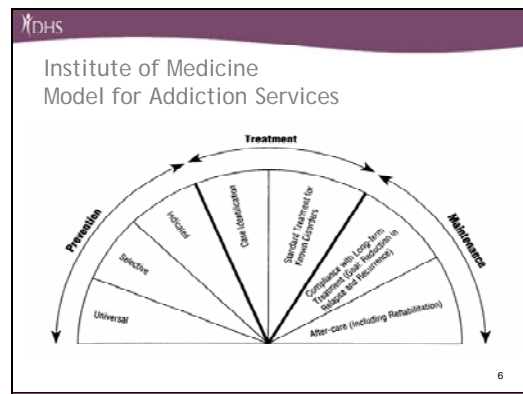 DHS
Institute of Medicine
Model for Addiction Services
Treatment
Prevention
Maintenance
Universal
Selective
Indicated
Case Identification
Standard Treatment for
Known Disorders
Compliance with Long-term
Treatment (Goal: Reduction in
Relapse and Recurrence)
After-care (Including Rehabilitation)
6